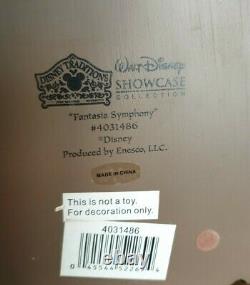 DISNEY TRADITIONS
WALT DISNEY
SHOWCASE
COLLECTION
"Fantasia Symphony"
#4031486
©Disney
Produced by Enesco, LLC.
MADE IN CHINA
This is not a toy.
For decoration only.
4031486